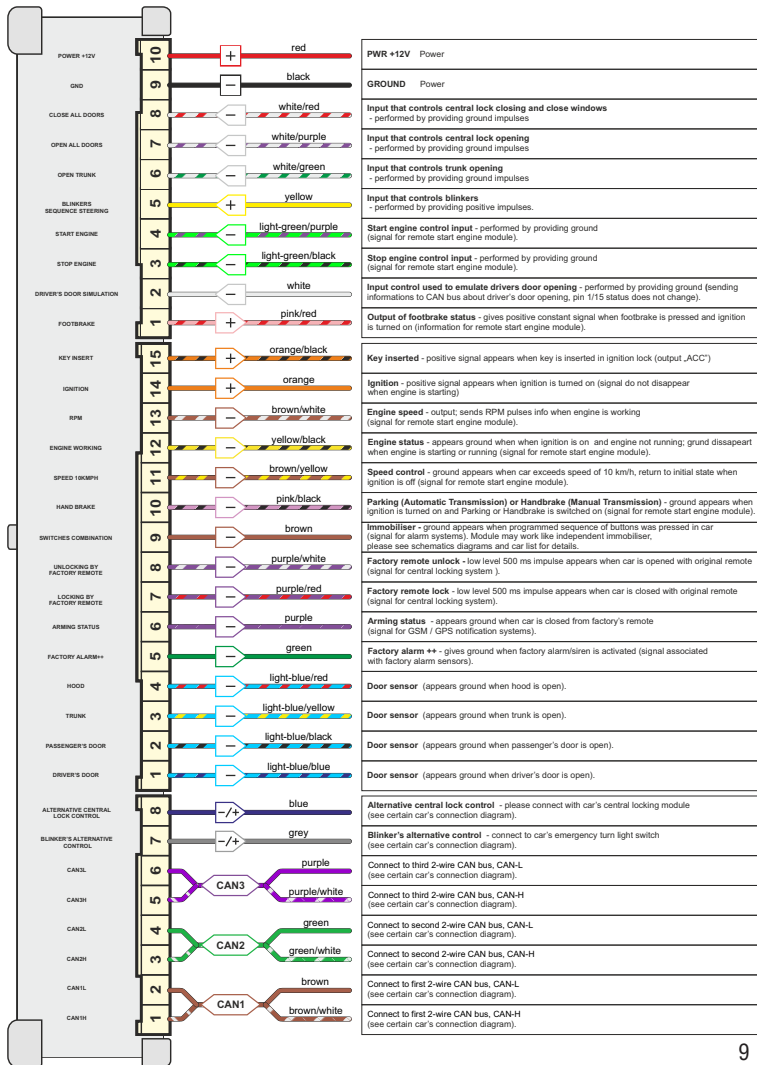 POWER +12V
10
+
red
PWR +12V Power
GND
9
–
black
GROUND Power
CLOSE ALL DOORS
8
–
white/red
Input that controls central lock closing and close windows
- performed by providing ground impulses
OPEN ALL DOORS
7
–
white/purple
Input that controls central lock opening
- performed by providing ground impulses
OPEN TRUNK
6
–
white/green
Input that controls trunk opening
- performed by providing ground impulses
BLINKERS
SEQUENCE STEERING
5
+
yellow
Input that controls blinkers
- performed by providing positive impulses.
START ENGINE
4
–
light-green/purple
Start engine control input - performed by providing ground
(signal for remote start engine module).
STOP ENGINE
3
–
light-green/black
Stop engine control input - performed by providing ground
(signal for remote start engine module).
DRIVER'S DOOR SIMULATION
2
–
white
Input control used to emulate drivers door opening - performed by providing ground (sending
informations to CAN bus about driver's door opening, pin 1/15 status does not change).
FOOTBRAKE
1
+
pink/red
Output of footbrake status - gives positive constant signal when footbrake is pressed and ignition
is turned on (information for remote start engine module).
KEY INSERT
15
+
orange/black
Key inserted - positive signal appears when key is inserted in ignition lock (output „ACC")
IGNITION
14
+
orange
Ignition - positive signal appears when ignition is turned on (signal do not disappear
when engine is starting)
RPM
13
–
brown/white
Engine speed - output; sends RPM pulses info when engine is working
(signal for remote start engine module).
ENGINE WORKING
12
–
yellow/black
Engine status - appears ground when when ignition is on and engine not running; grund dissapeart
when engine is starting or running (signal for remote start engine module).
SPEED 10KMPH
11
–
brown/yellow
Speed control - ground appears when car exceeds speed of 10 km/h, return to initial state when
ignition is off (signal for remote start engine module).
HAND BRAKE
10
–
pink/black
Parking (Automatic Transmission) or Handbrake (Manual Transmission) - ground appears when
ignition is turned on and Parking or Handbrake is switched on (signal for remote start engine module).
SWITCHES COMBINATION
9
–
brown
Immobiliser - ground appears when programmed sequence of buttons was pressed in car
(signal for alarm systems). Module may work like independent immobiliser,
please see schematics diagrams and car list for details.
UNLOCKING BY
FACTORY REMOTE
8
–
purple/white
Factory remote unlock - low level 500 ms impulse appears when car is opened with original remote
(signal for central locking system ).
LOCKING BY
FACTORY REMOTE
7
–
purple/red
Factory remote lock - low level 500 ms impulse appears when car is closed with original remote
(signal for central locking system).
ARMING STATUS
6
–
purple
Arming status - appears ground when car is closed from factory's remote
(signal for GSM / GPS notification systems).
FACTORY ALARM++
5
–
green
Factory alarm ++ - gives ground when factory alarm/siren is activated (signal associated
with factory alarm sensors).
HOOD
4
–
light-blue/red
Door sensor (appears ground when hood is open).
TRUNK
3
–
light-blue/yellow
Door sensor (appears ground when trunk is open).
PASSENGER'S DOOR
2
–
light-blue/black
Door sensor (appears ground when passenger's door is open).
DRIVER'S DOOR
1
–
light-blue/blue
Door sensor (appears ground when driver's door is open).
ALTERNATIVE CENTRAL
LOCK CONTROL
8
–/+
blue
Alternative central lock control - please connect with car's central locking module
(see certain car's connection diagram).
BLINKER'S ALTERNATIVE
CONTROL
7
–/+
grey
Blinker's alternative control - connect to car's emergency turn light switch
(see certain car's connection diagram).
CAN3L
6
purple
Connect to third 2-wire CAN bus, CAN-L
(see certain car's connection diagram).
CAN3
CAN3H
5
purple/white
Connect to third 2-wire CAN bus, CAN-H
(see certain car's connection diagram).
CAN2L
4
green
Connect to second 2-wire CAN bus, CAN-L
(see certain car's connection diagram).
CAN2
CAN2H
3
green/white
Connect to second 2-wire CAN bus, CAN-H
(see certain car's connection diagram).
CAN1L
2
brown
Connect to first 2-wire CAN bus, CAN-L
(see certain car's connection diagram).
CAN1
CAN1H
1
brown/white
Connect to first 2-wire CAN bus, CAN-H
(see certain car's connection diagram).
9